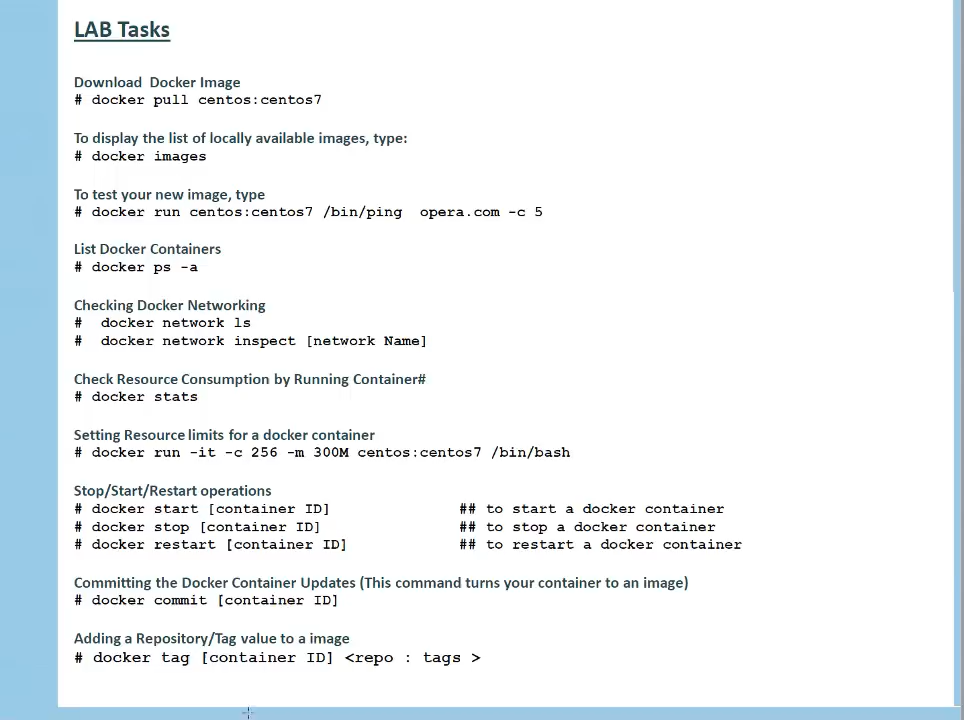 LAB Tasks
Download  Docker Image
# docker pull centos:centos7
To display the list of locally available images, type:
# docker images
To test your new image, type
# docker run centos:centos7 /bin/ping  opera.com -c 5
List Docker Containers
# docker ps -a
Checking Docker Networking
#  docker network ls
#  docker network inspect [network Name]
Check Resource Consumption by Running Container#
# docker stats
Setting Resource limits for a docker container
# docker run -it -c 256 -m 300M centos:centos7 /bin/bash
Stop/Start/Restart operations
# docker start [container ID]    ## to start a docker container
# docker stop [container ID]    ## to stop a docker container
# docker restart [container ID]    ## to restart a docker container
Committing the Docker Container Updates (This command turns your container to an image)
# docker commit [container ID]
Adding a Repository/Tag value to a image
# docker tag [container ID] <repo : tags >